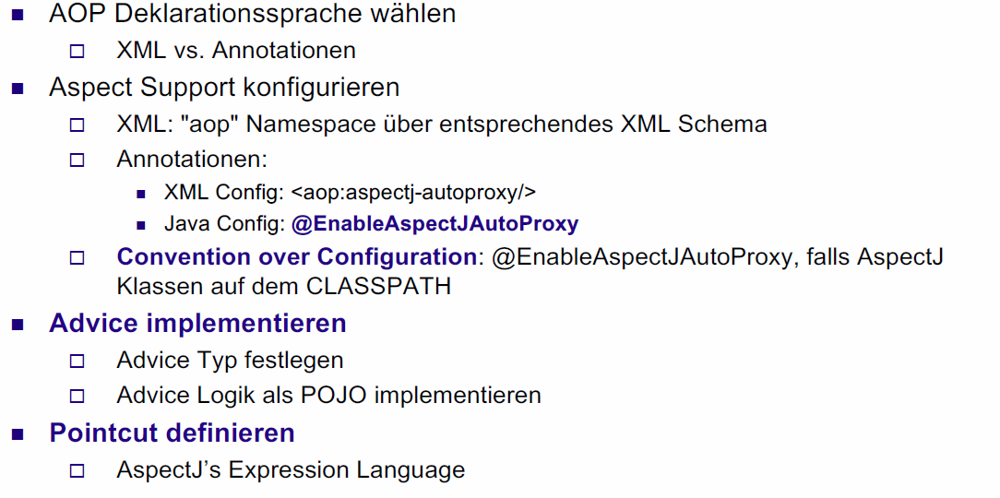 AOP Deklarationssprache wählen
XML vs. Annotationen
Aspect Support konfigurieren
XML: "aop" Namespace über entsprechendes XML Schema
Annotationen:
XML Config: <aop:aspectj-autoproxy/>
Java Config: @EnableAspectJAutoProxy
Convention over Configuration: @EnableAspectJAutoProxy, falls AspectJ
Klassen auf dem CLASSPATH
Advice implementieren
Advice Typ festlegen
Advice Logik als POJO implementieren
Pointcut definieren
AspectJ’s Expression Language